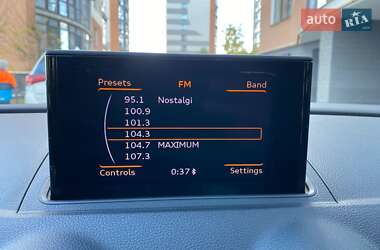 auto RIA
Presets FM Band
95.1 Nostalgi
100.9
101.3
104.3
104.7 MAXIMUM
107.3
Controls 0:37 Settings